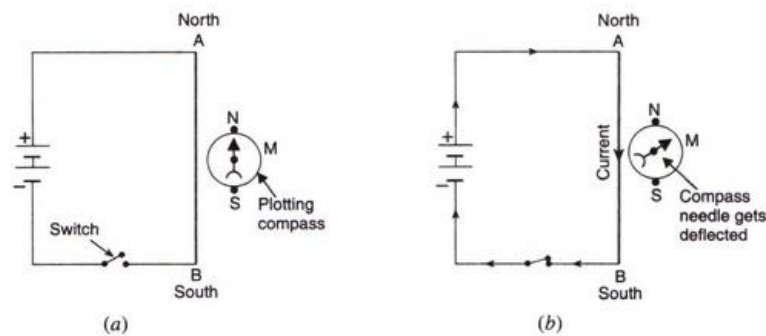 North
A
N
M
S
Plotting
compass
+
−
Switch
B
South
(a)
North
A
N
M
S
Current
Compass
needle gets
deflected
+
−
B
South
(b)